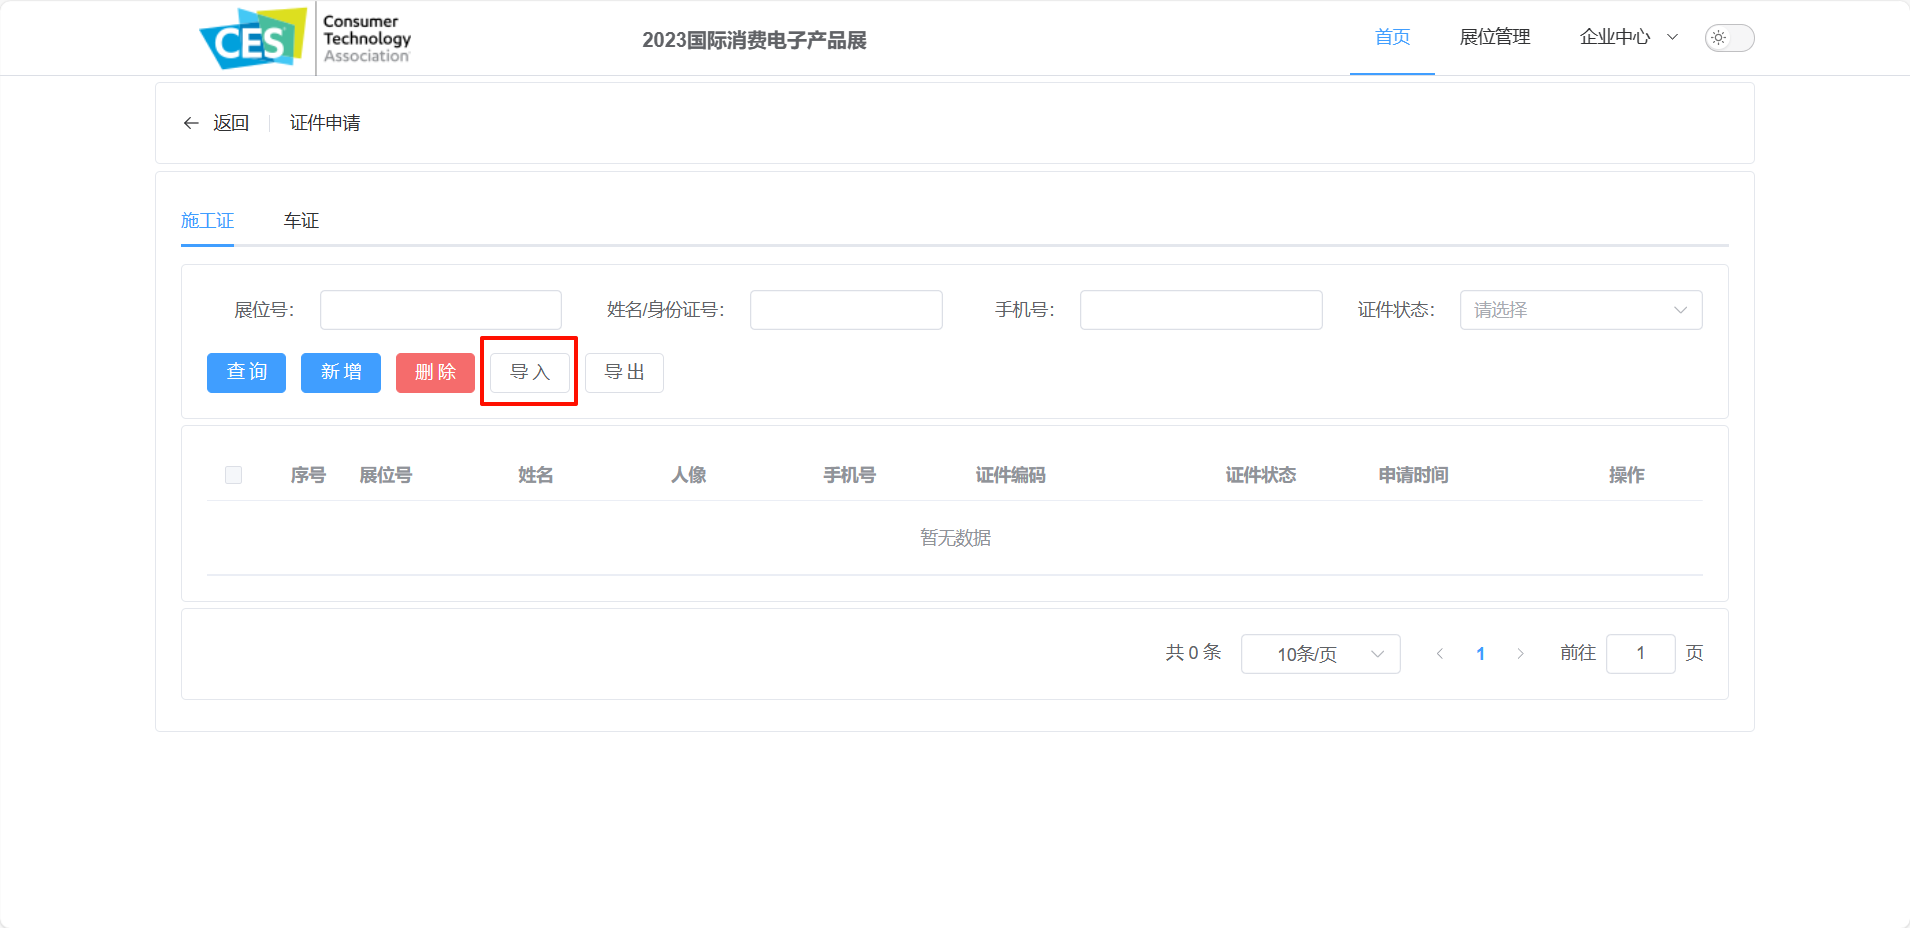 CES
Consumer
Technology
Association
2023国际消费电子产品展
首页
展位管理
企业中心
返回
证件申请
施工证
车证
展位号：
姓名/身份证号：
手机号：
证件状态：
请选择
查询
新增
删除
导入
导出
序号 展位号 姓名 人像 手机号 证件编码 证件状态 申请时间 操作
暂无数据
共 0 条
10条/页
1
前往 1 页